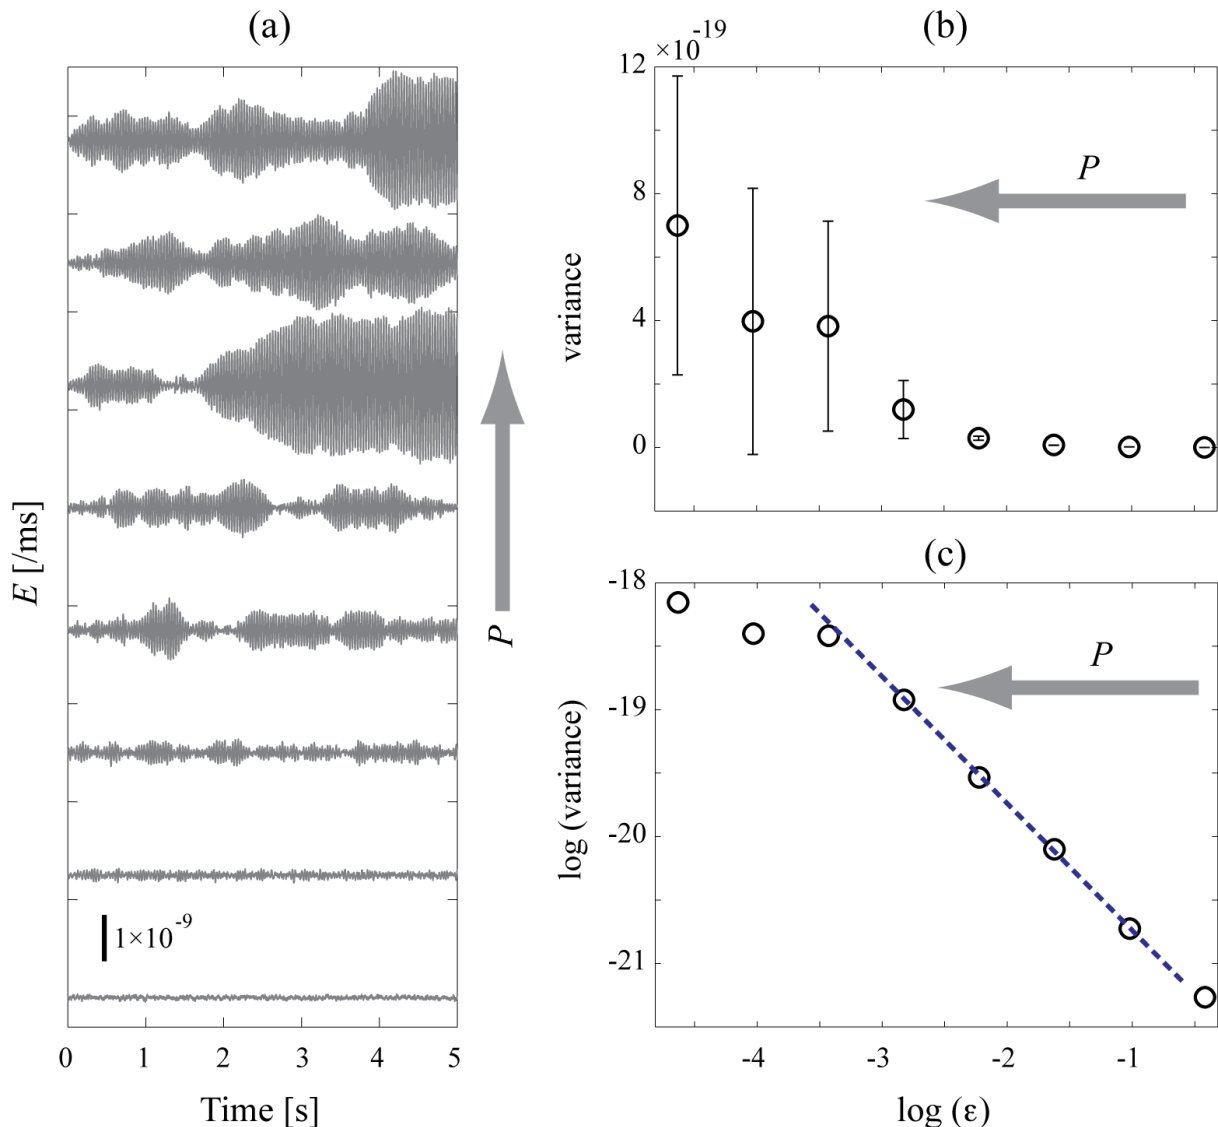 (a)
E [/ms]
P
1×10-9
0 1 2 3 4 5
Time [s]
(b)
×10-19
12
8
4
0
variance
P
(c)
-18
-19
-20
-21
log (variance)
P
-4 -3 -2 -1
log (ε)